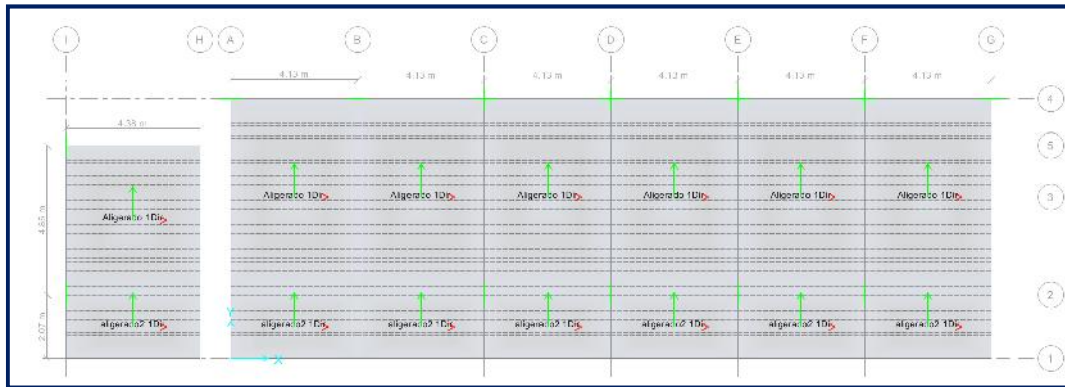 I H A B C D E F G
4.13 m 4.13 m 4.13 m 4.13 m 4.13 m 4.13 m
4
4.38 m
5
Aligerado 1Dir Aligerado 1Dir Aligerado 1Dir Aligerado 1Dir Aligerado 1Dir Aligerado 1Dir
3
Aligerado 1Dir
2
Y
aligerado2 1Dir aligerado2 1Dir aligerado2 1Dir aligerado2 1Dir aligerado2 1Dir aligerado2 1Dir aligerado2 1Dir
2.07 m
X
1